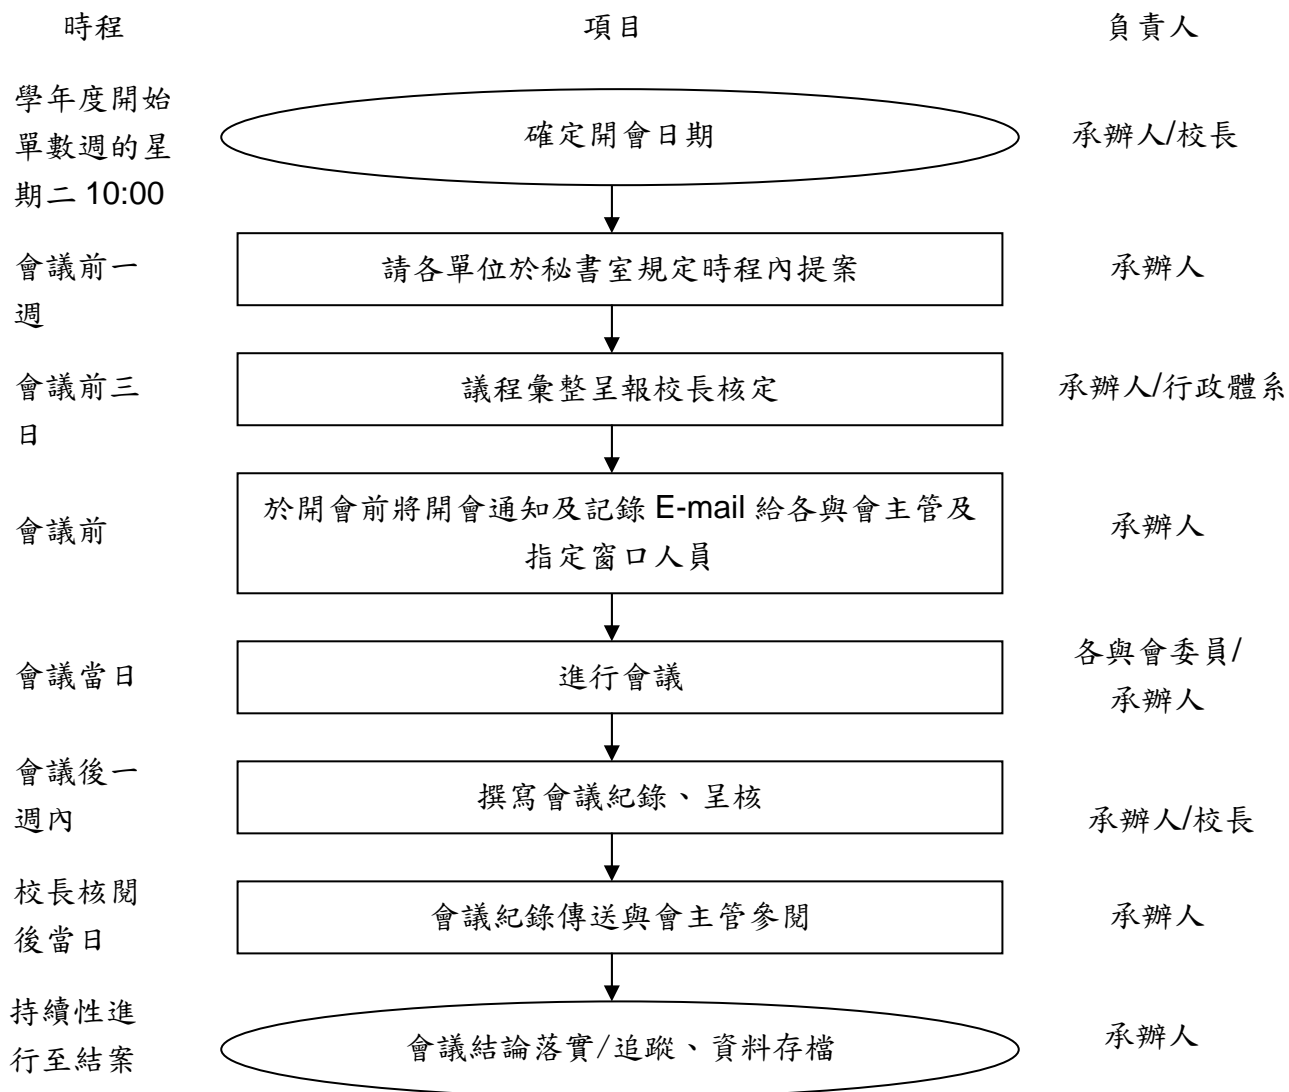 時程 項目 負責人
學年度開始
單數週的星
期二 10:00
確定開會日期
承辦人/校長
會議前一
週
請各單位於秘書室規定時程內提案
承辦人
會議前三
日
議程彙整呈報校長核定
承辦人/行政體系
會議前
於開會前將開會通知及記錄 E-mail 給各與會主管及
指定窗口人員
承辦人
會議當日
進行會議
各與會委員/
承辦人
會議後一
週內
撰寫會議紀錄、呈核
承辦人/校長
校長核閱
後當日
會議紀錄傳送與會主管參閱
承辦人
持續性進
行至結案
會議結論落實/追蹤、資料存檔
承辦人